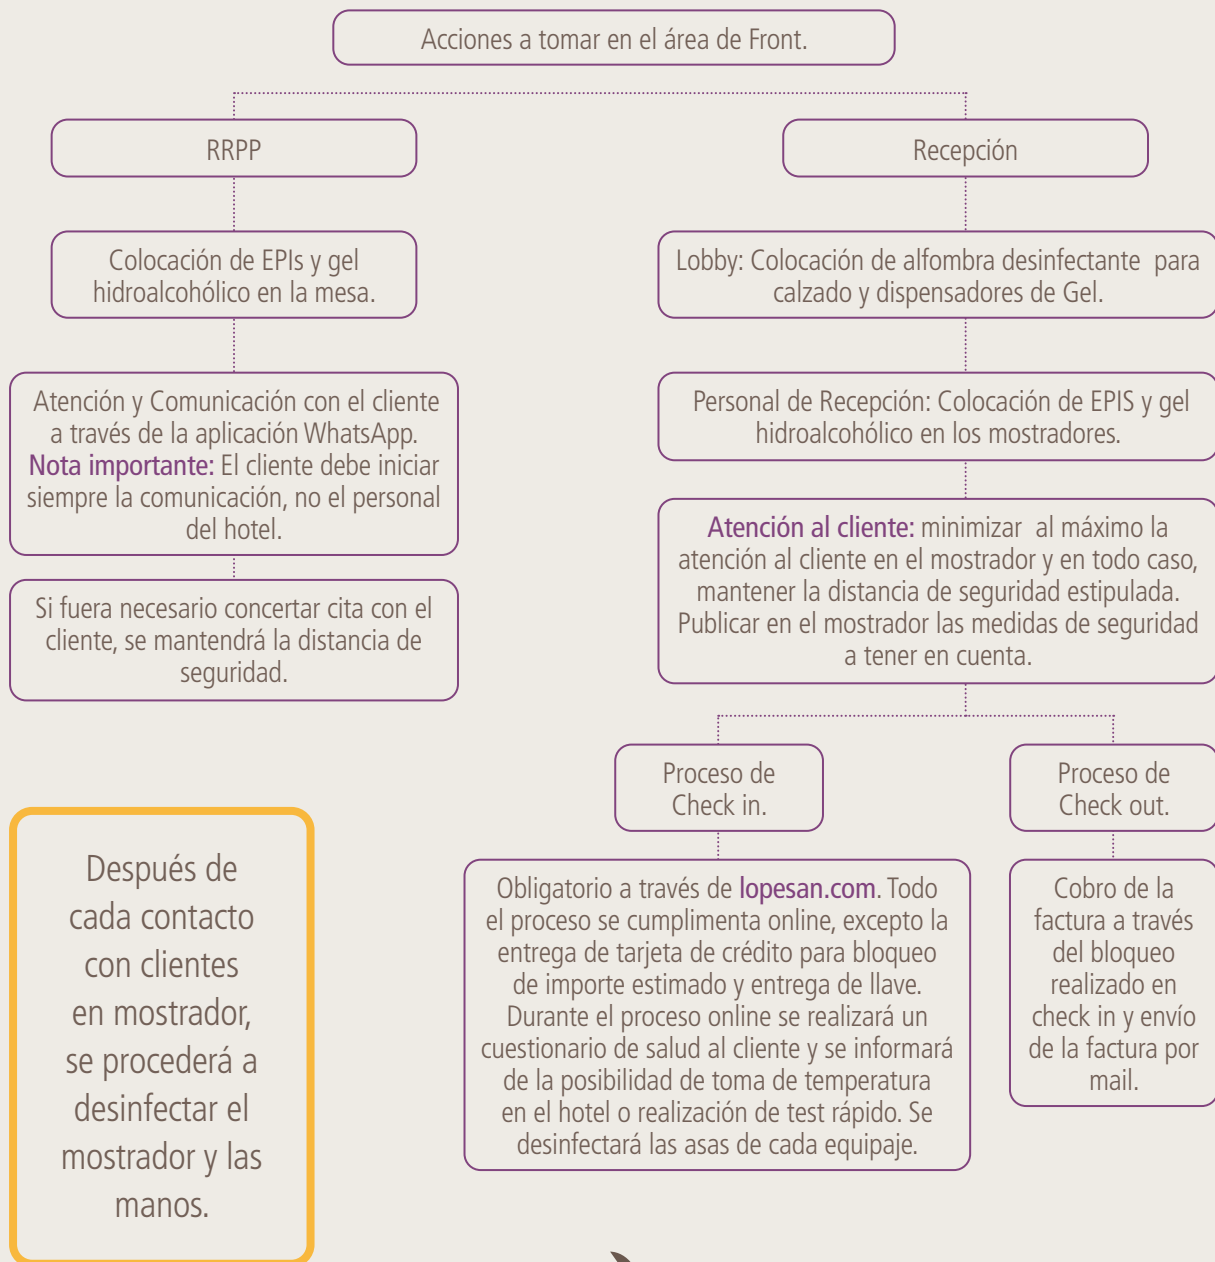 Acciones a tomar en el área de Front.
RRPP
Recepción
Colocación de EPIs y gel
hidroalcohólico en la mesa.
Lobby: Colocación de alfombra desinfectante para
calzado y dispensadores de Gel.
Atención y Comunicación con el cliente
a través de la aplicación WhatsApp.
Nota importante: El cliente debe iniciar
siempre la comunicación, no el personal
del hotel.
Personal de Recepción: Colocación de EPIS y gel
hidroalcohólico en los mostradores.
Si fuera necesario concertar cita con el
cliente, se mantendrá la distancia de
seguridad.
Atención al cliente: minimizar al máximo la
atención al cliente en el mostrador y en todo caso,
mantener la distancia de seguridad estipulada.
Publicar en el mostrador las medidas de seguridad
a tener en cuenta.
Proceso de
Check in.
Proceso de
Check out.
Después de
cada contacto
con clientes
en mostrador,
se procederá a
desinfectar el
mostrador y las
manos.
Obligatorio a través de lopesan.com. Todo
el proceso se cumplimenta online, excepto la
entrega de tarjeta de crédito para bloqueo
de importe estimado y entrega de llave.
Durante el proceso online se realizará un
cuestionario de salud al cliente y se informará
de la posibilidad de toma de temperatura
en el hotel o realización de test rápido. Se
desinfectará las asas de cada equipaje.
Cobro de la
factura a través
del bloqueo
realizado en
check in y envío
de la factura por
mail.